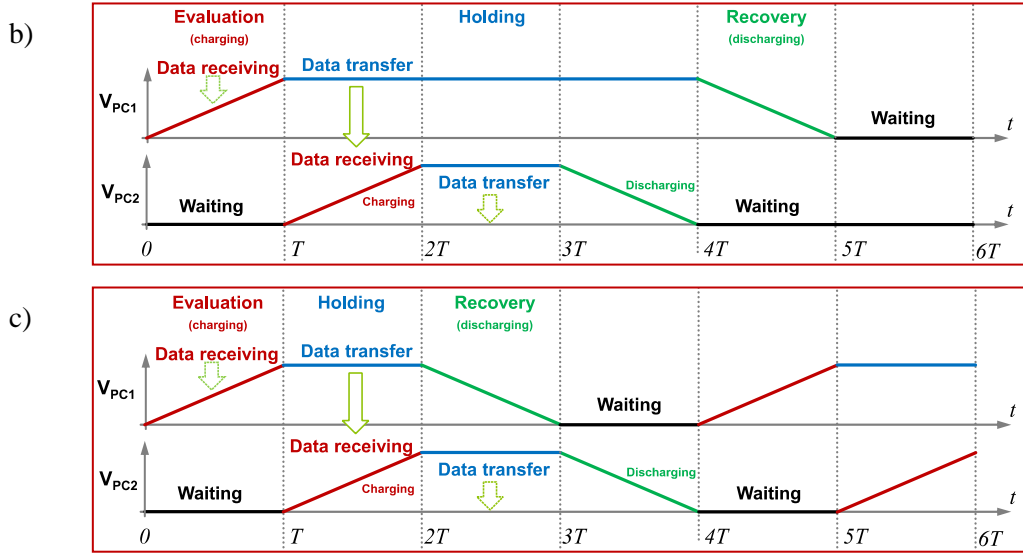 b)
Evaluation Holding Recovery
(charging) (discharging)
Data receiving Data transfer
V_PC1 Waiting t
Data receiving
V_PC2 Waiting Charging Data transfer Discharging Waiting t
0 T 2T 3T 4T 5T 6T
c)
Evaluation Holding Recovery
(charging) (discharging)
Data receiving Data transfer
V_PC1 Waiting t
Data receiving
V_PC2 Waiting Charging Data transfer Discharging Waiting t
0 T 2T 3T 4T 5T 6T